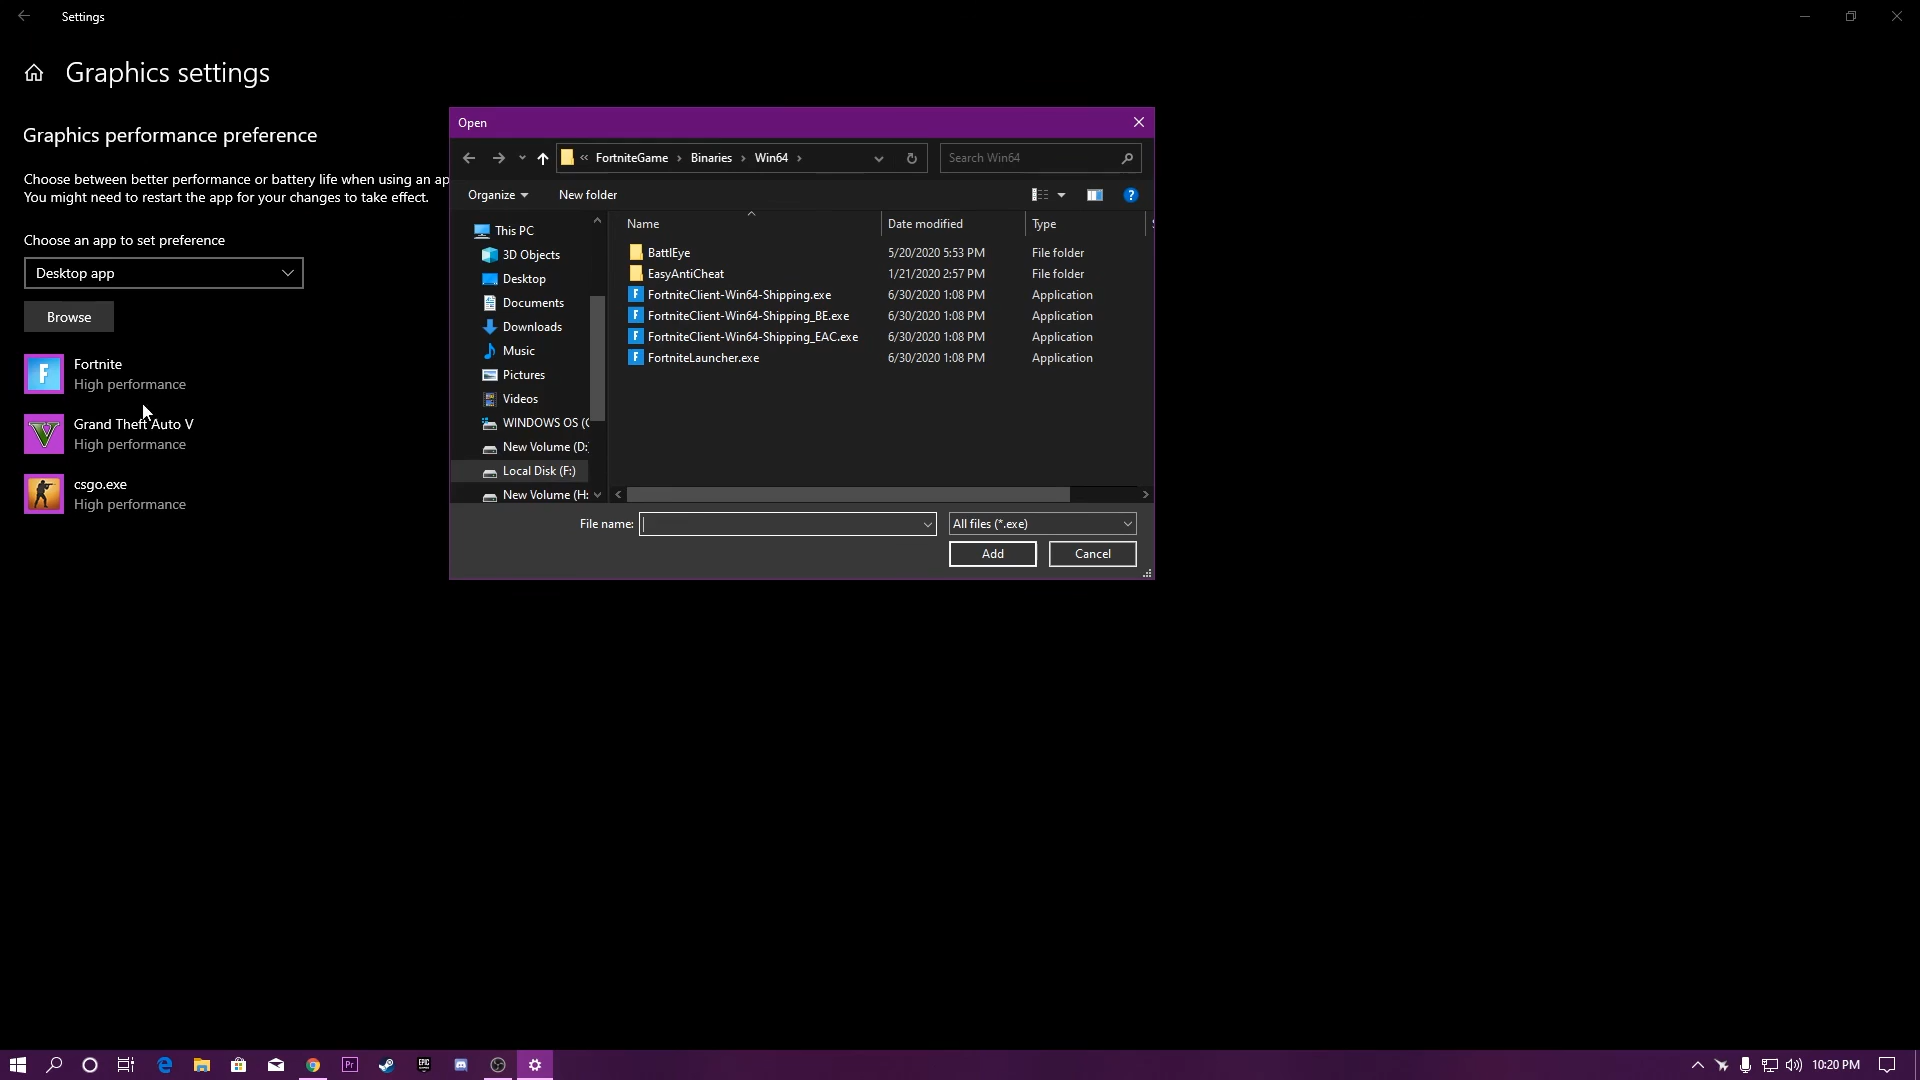 Settings
Graphics settings
Graphics performance preference
Choose between better performance or battery life when using an ap
You might need to restart the app for your changes to take effect.
Choose an app to set preference
Desktop app
Browse
Fortnite
High performance
Grand Theft Auto V
High performance
csgo.exe
High performance
Open
« FortniteGame › Binaries › Win64 ›
Search Win64
Organize
New folder
This PC
3D Objects
Desktop
Documents
Downloads
Music
Pictures
Videos
WINDOWS OS (C
New Volume (D:
Local Disk (F:)
New Volume (H:
Name Date modified Type
BattlEye 5/20/2020 5:53 PM File folder
EasyAntiCheat 1/21/2020 2:57 PM File folder
FortniteClient-Win64-Shipping.exe 6/30/2020 1:08 PM Application
FortniteClient-Win64-Shipping_BE.exe 6/30/2020 1:08 PM Application
FortniteClient-Win64-Shipping_EAC.exe 6/30/2020 1:08 PM Application
FortniteLauncher.exe 6/30/2020 1:08 PM Application
File name:
All files (*.exe)
Add
Cancel
Pr
EPIC
10:20 PM